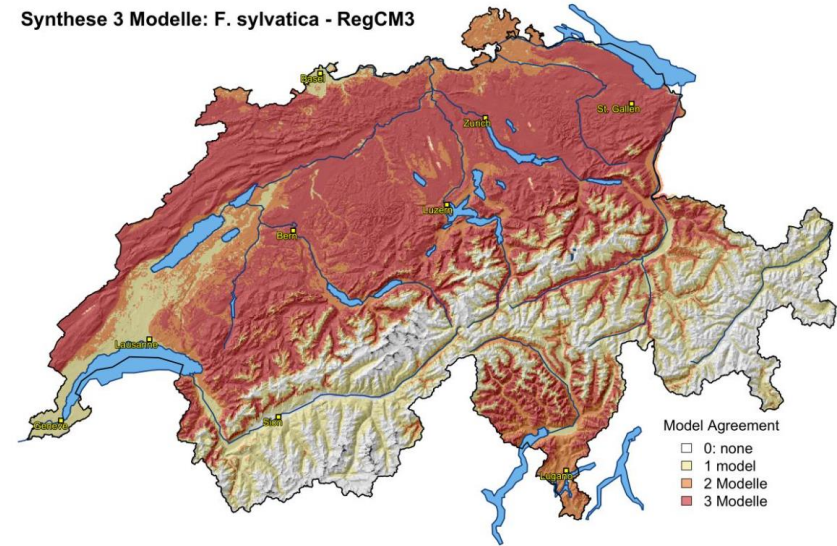 Synthese 3 Modelle: F. sylvatica - RegCM3
Basel
St. Gallen
Zürich
Luzern
Bern
Lausanne
Sion
Genève
Lugano
Model Agreement
0: none
1 model
2 Modelle
3 Modelle